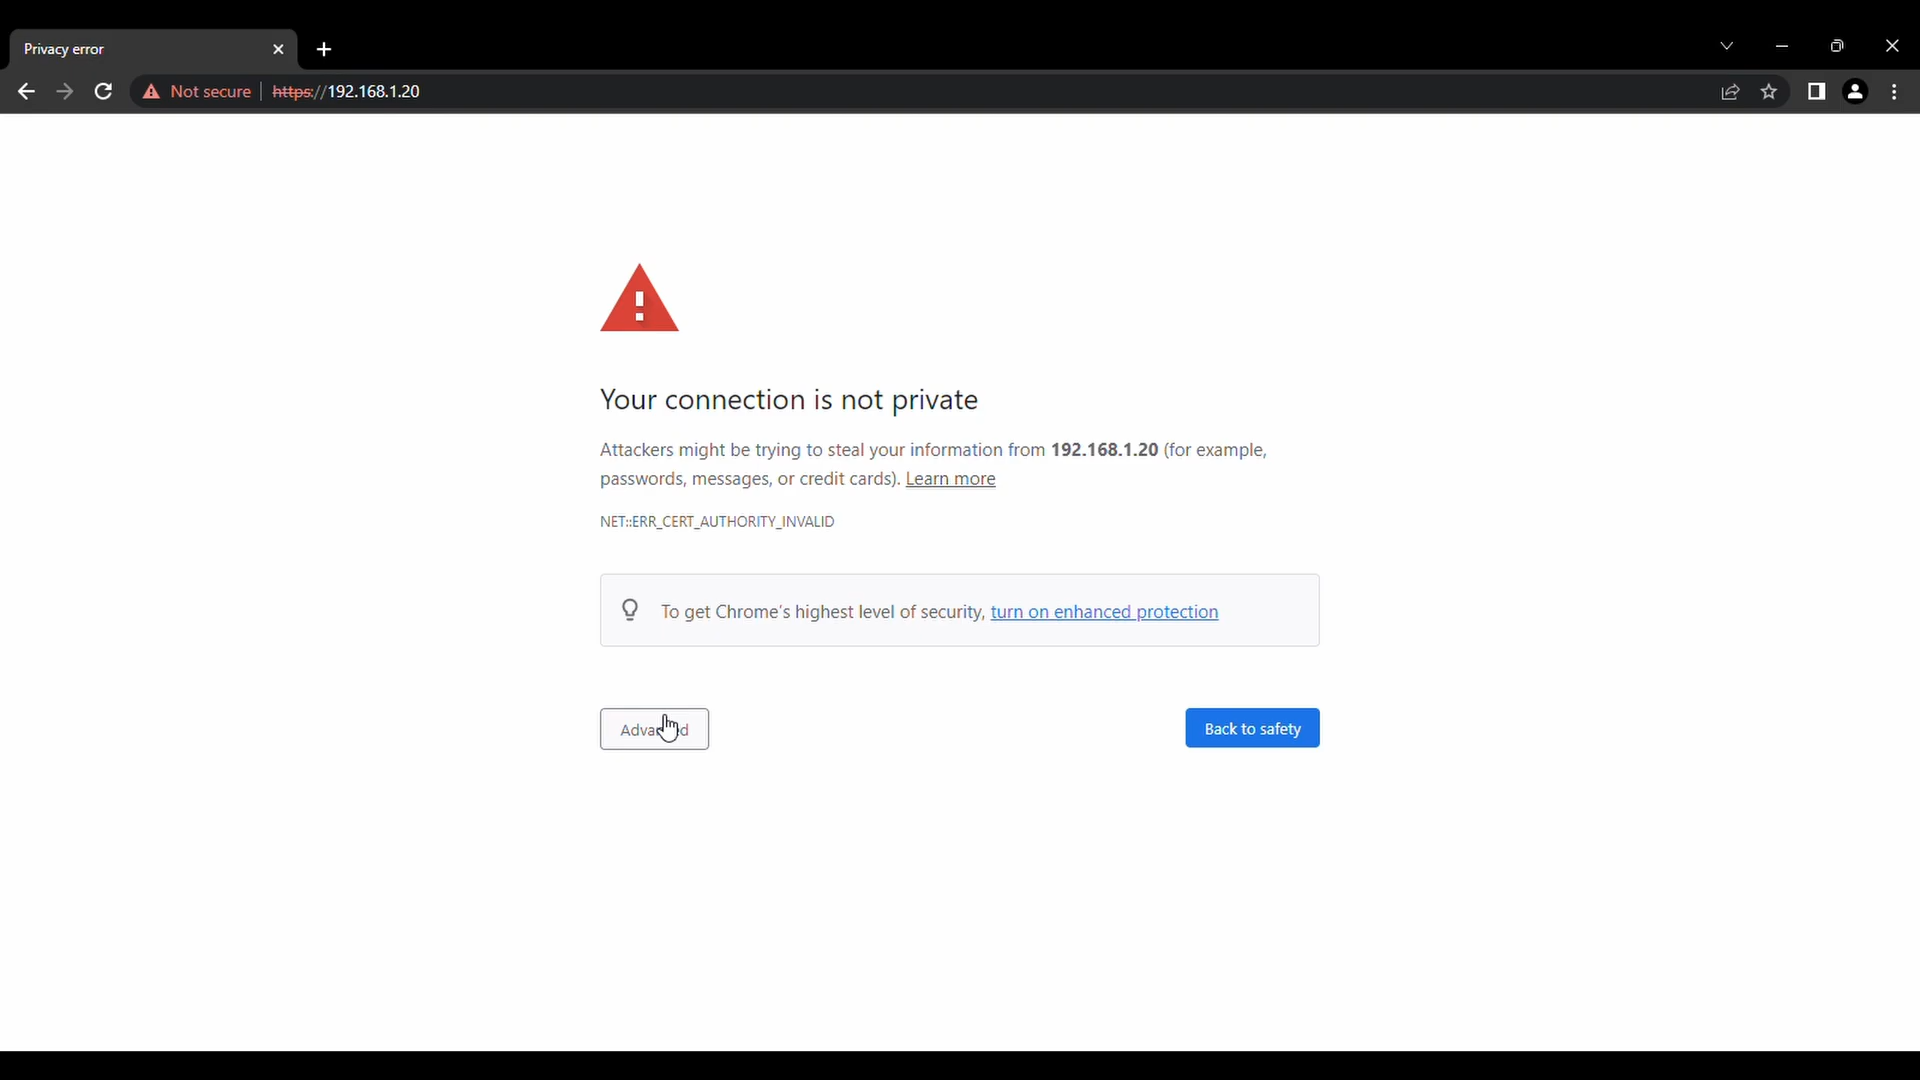 Privacy error
Not secure https://192.168.1.20
Your connection is not private
Attackers might be trying to steal your information from 192.168.1.20 (for example,
passwords, messages, or credit cards). Learn more
NET::ERR_CERT_AUTHORITY_INVALID
To get Chrome's highest level of security, turn on enhanced protection
Advanced Back to safety